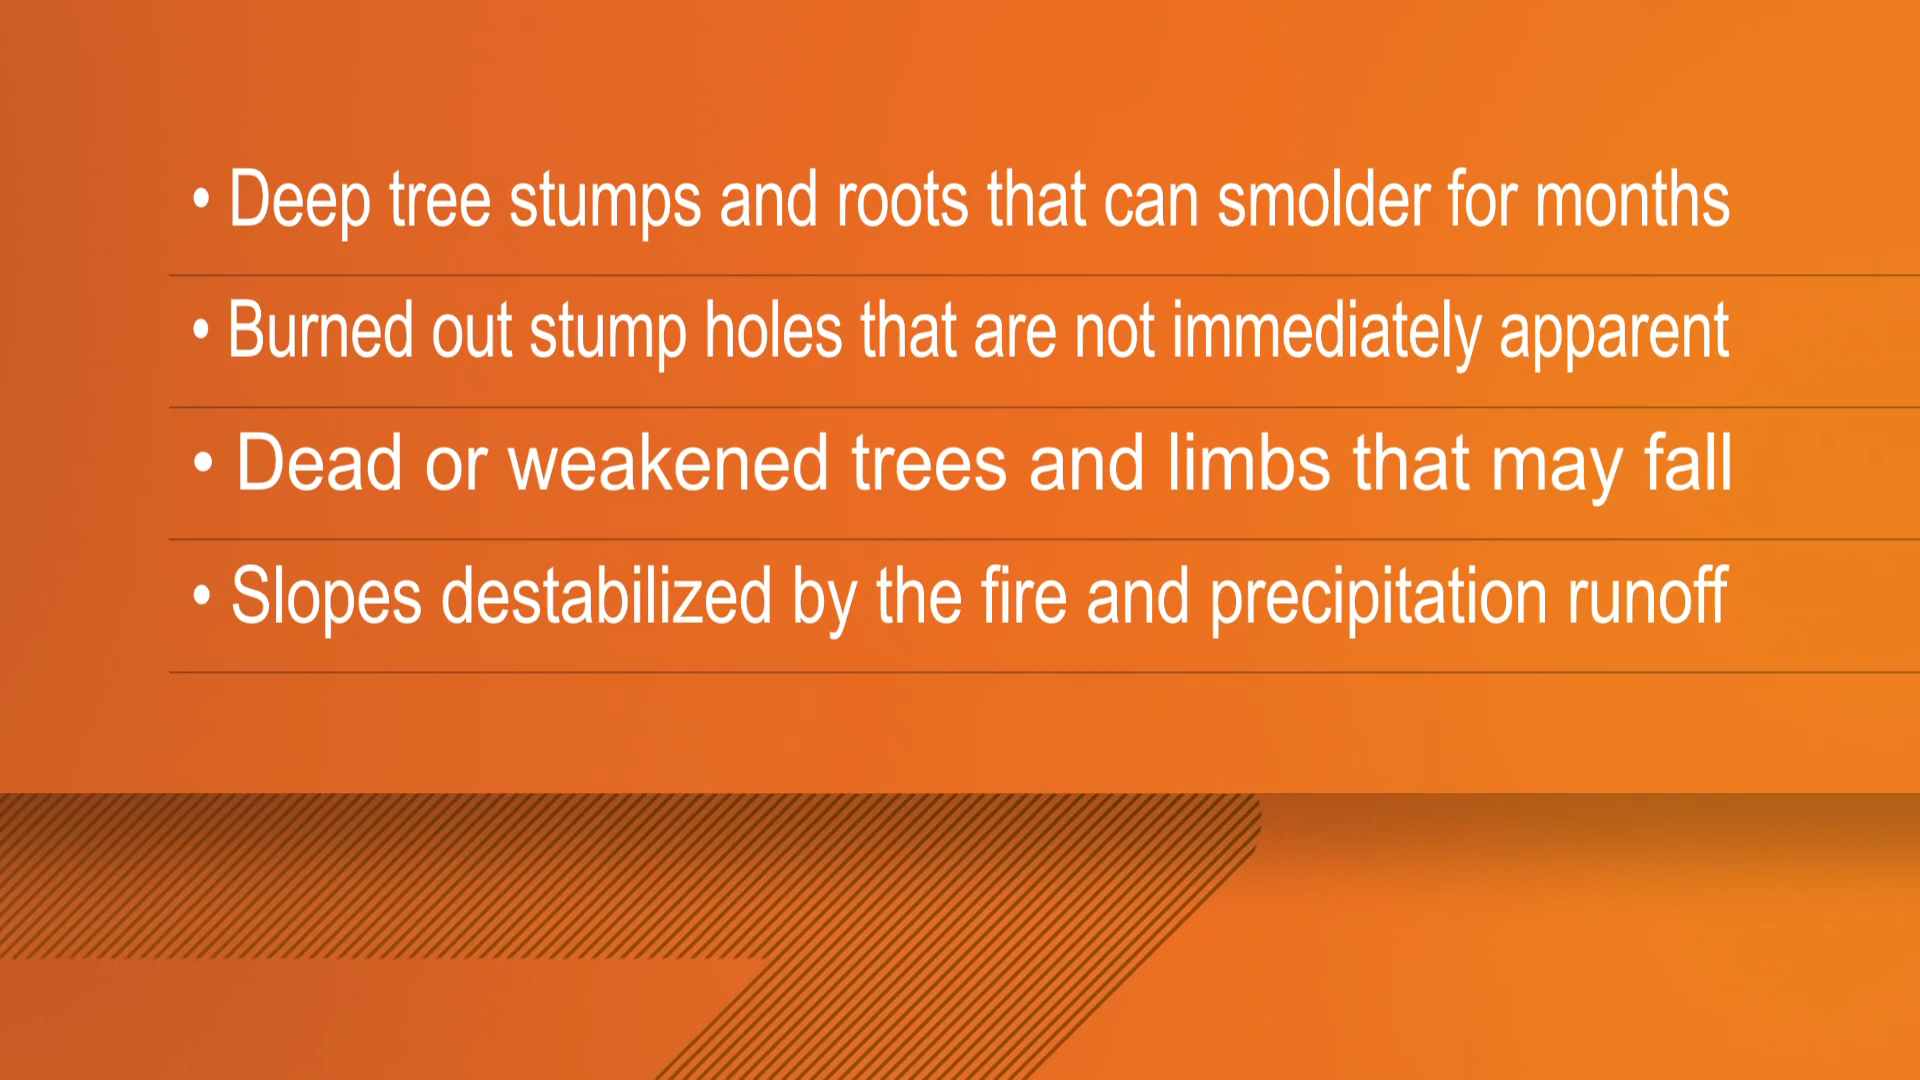 • Deep tree stumps and roots that can smolder for months
• Burned out stump holes that are not immediately apparent
• Dead or weakened trees and limbs that may fall
• Slopes destabilized by the fire and precipitation runoff